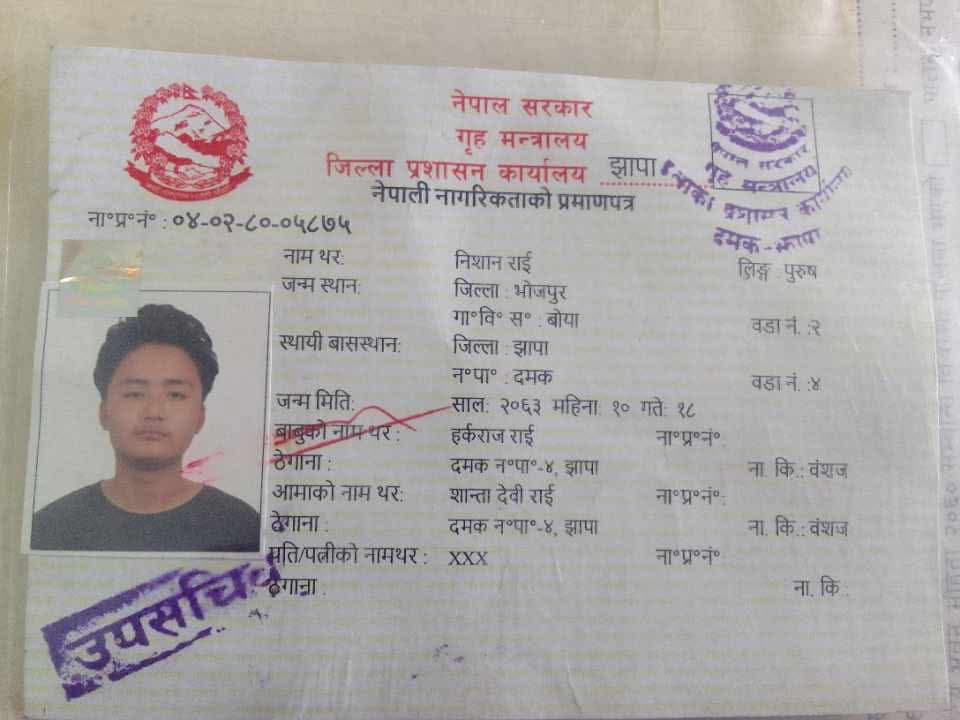 नेपाल सरकार
गृह मन्त्रालय
जिल्ला प्रशासन कार्यालय झापा
नेपाली नागरिकताको प्रमाणपत्र
ना॰प्र॰नं॰ : ०४-०२-८०-०५८७५
नाम थर: निशान राई लिङ्ग : पुरुष
जन्म स्थान: जिल्ला : भोजपुर
गा॰वि॰ स॰ : बोया वडा नं. :२
स्थायी बासस्थान: जिल्ला : झापा
न॰पा॰ : दमक वडा नं. :४
जन्म मिति: साल: २०६३ महिना: १० गते: १८
बाबुको नाम थर : हर्कराज राई ना॰प्र॰नं॰:
ठेगाना : दमक न॰पा॰-४, झापा ना. कि.: वंशज
आमाको नाम थर: शान्ता देवी राई ना॰प्र॰नं॰:
ठेगाना : दमक न॰पा॰-४, झापा ना. कि.: वंशज
पति/पत्नीको नामथर : XXX ना॰प्र॰नं॰:
ठेगाना : ना. कि.:
नेपाल सरकार
गृह मन्त्रालय
इलाका प्रशासन कार्यालय
दमक - झापा
उपसचिव